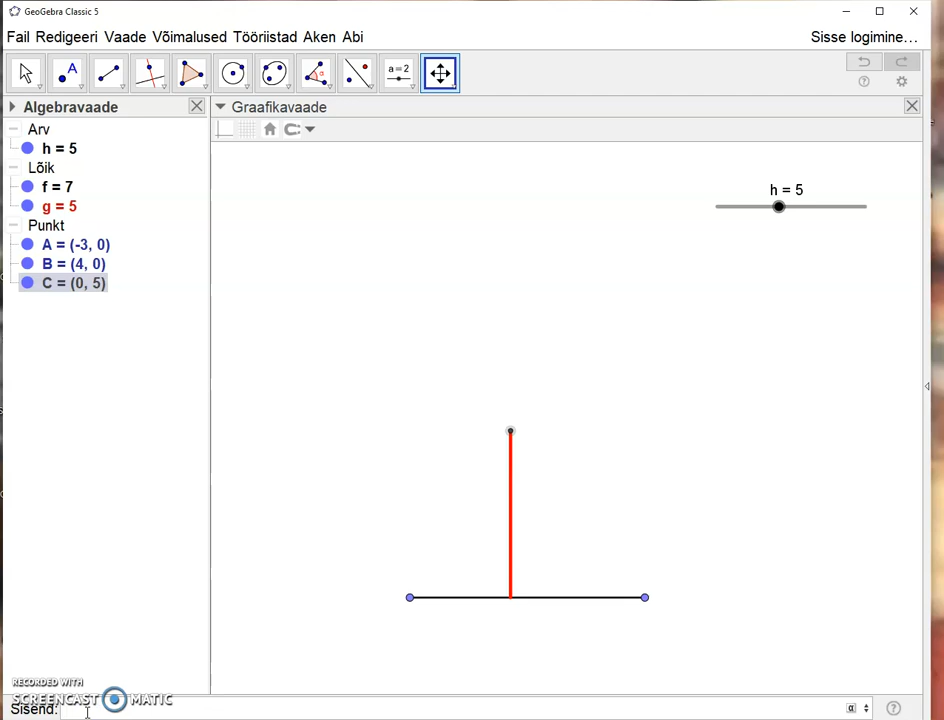 GeoGebra Classic 5
Fail Redigeeri Vaade Võimalused Tööriistad Aken Abi
Sisse logimine...
A
α
a=2
Algebravaade
Graafikavaade
Arv
h = 5
Lõik
f = 7
g = 5
Punkt
A = (-3, 0)
B = (4, 0)
C = (0, 5)
h = 5
RECORDED WITH
SCREENCAST MATIC
Sisend:
α